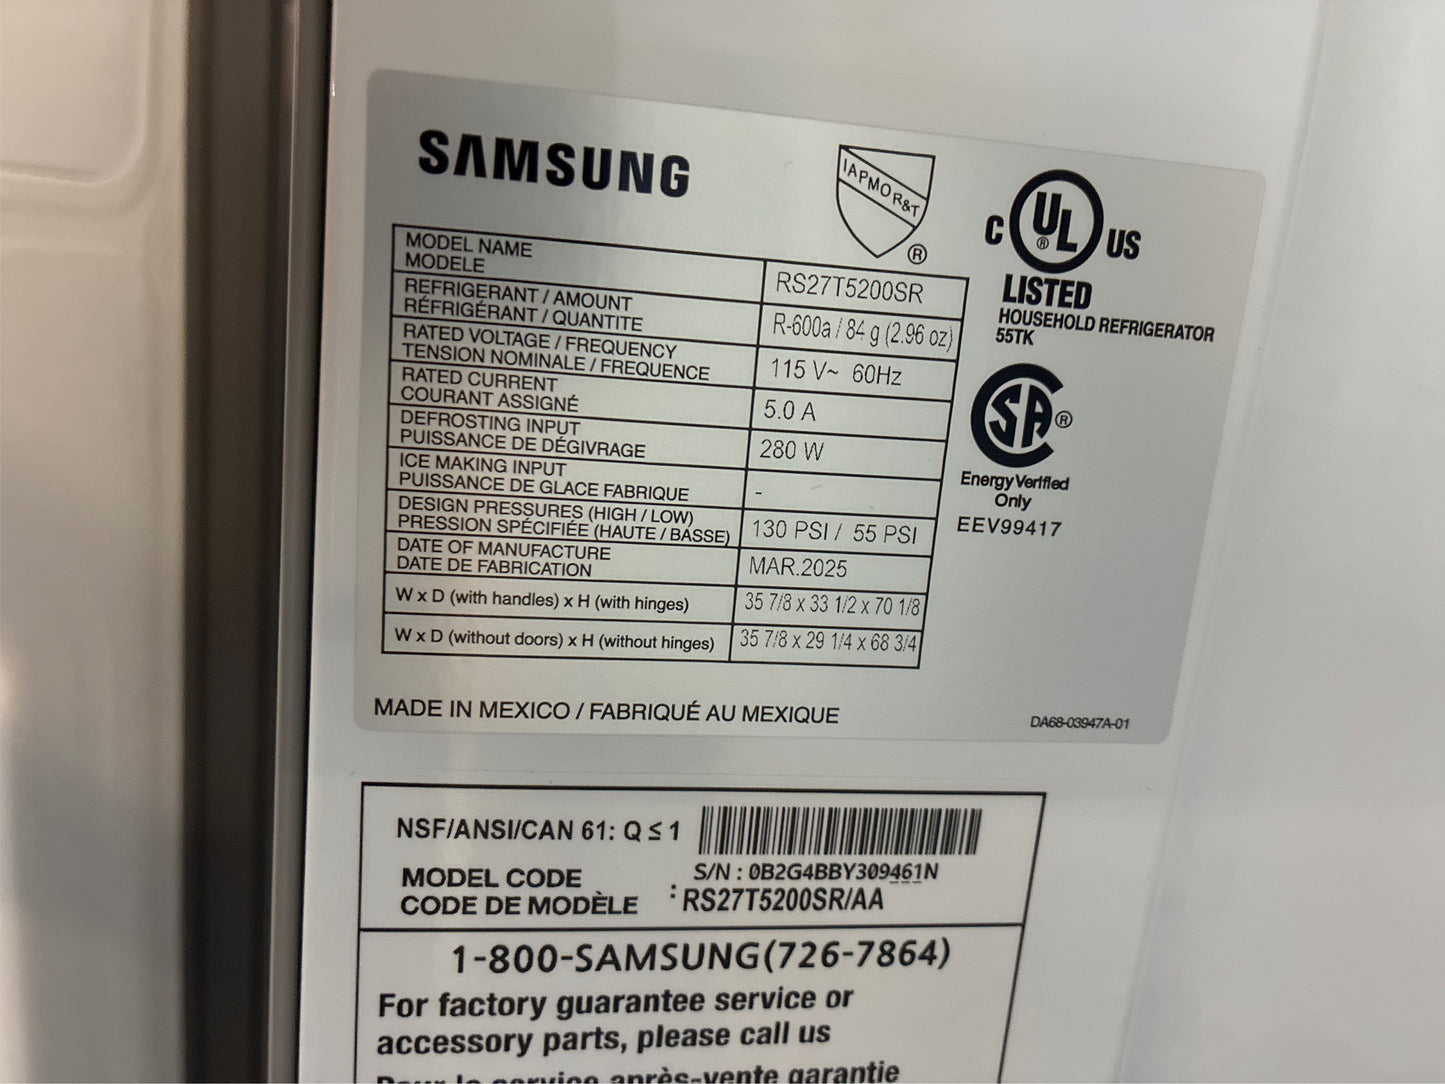 SAMSUNG
IAPMO R&T
®
C UL US
®
LISTED
HOUSEHOLD REFRIGERATOR
55TK
SA ®
Energy Verified
Only
EEV99417
MODEL NAME
MODELE
RS27T5200SR
REFRIGERANT / AMOUNT
RÉFRIGÉRANT / QUANTITE
R-600a / 84 g (2.96 oz)
RATED VOLTAGE / FREQUENCY
TENSION NOMINALE / FREQUENCE
115 V~ 60Hz
RATED CURRENT
COURANT ASSIGNÉ
5.0 A
DEFROSTING INPUT
PUISSANCE DE DÉGIVRAGE
280 W
ICE MAKING INPUT
PUISSANCE DE GLACE FABRIQUE
-
DESIGN PRESSURES (HIGH / LOW)
PRESSION SPÉCIFIÉE (HAUTE / BASSE)
130 PSI / 55 PSI
DATE OF MANUFACTURE
DATE DE FABRICATION
MAR.2025
W x D (with handles) x H (with hinges)
35 7/8 x 33 1/2 x 70 1/8
W x D (without doors) x H (without hinges)
35 7/8 x 29 1/4 x 68 3/4
MADE IN MEXICO / FABRIQUÉ AU MEXIQUE
DA68-03947A-01
NSF/ANSI/CAN 61: Q ≤ 1
S/N : 0B2G4BBY309461N
MODEL CODE
CODE DE MODÈLE : RS27T5200SR/AA
1-800-SAMSUNG(726-7864)
For factory guarantee service or
accessory parts, please call us
Pour le service après-vente garantie